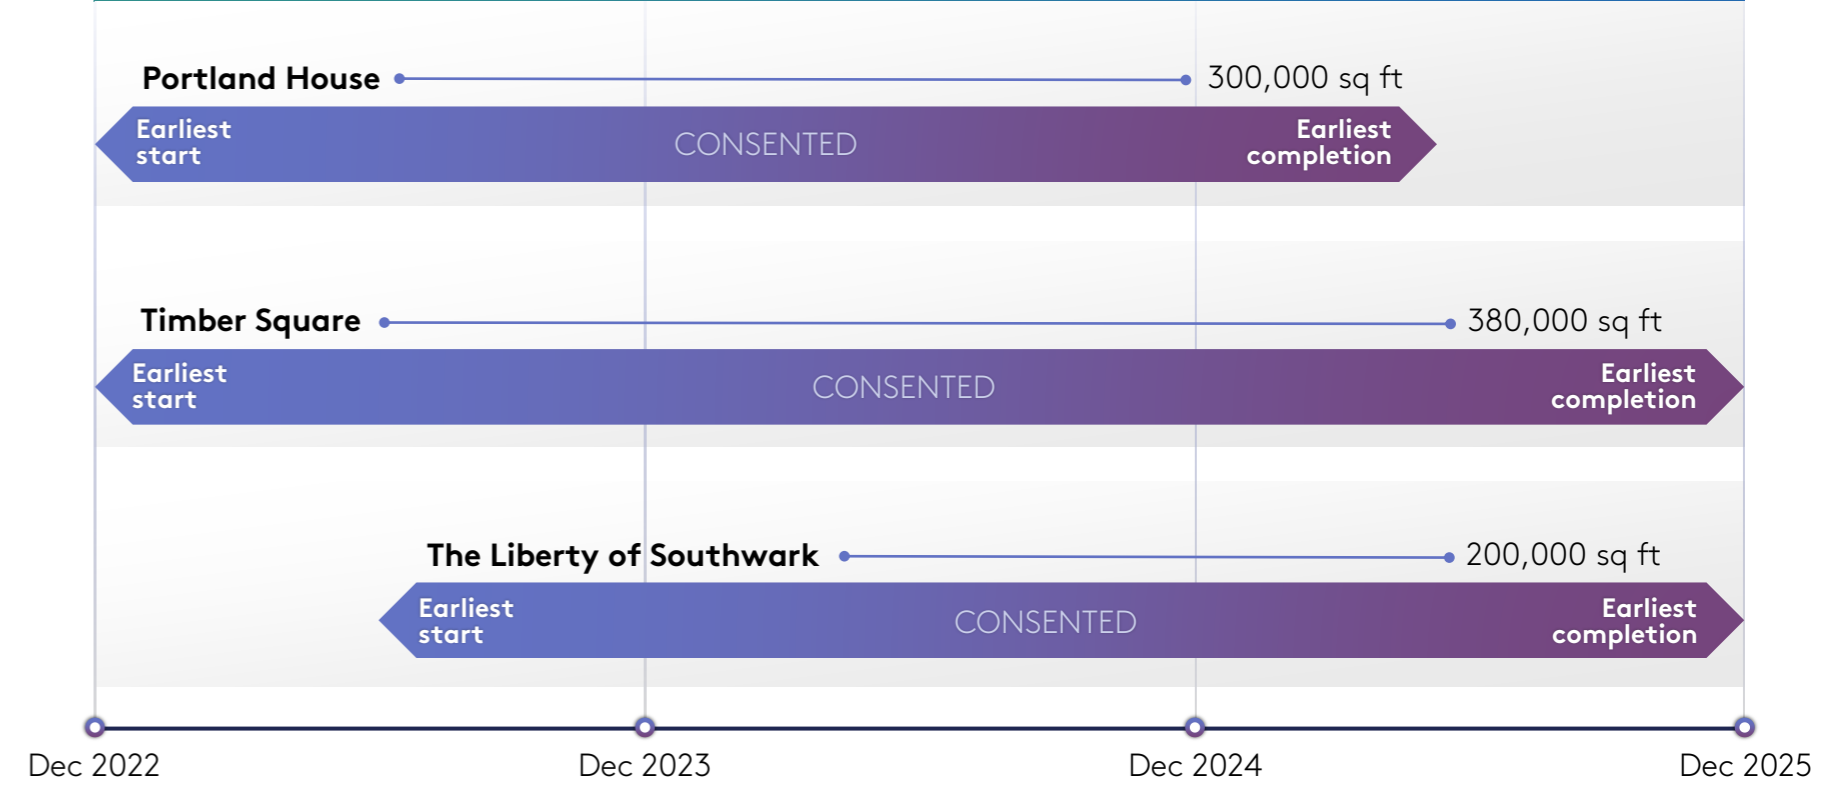 Portland House 300,000 sq ft
Earliest
start
CONSENTED
Earliest
completion
Timber Square 380,000 sq ft
Earliest
start
CONSENTED
Earliest
completion
The Liberty of Southwark 200,000 sq ft
Earliest
start
CONSENTED
Earliest
completion
Dec 2022 Dec 2023 Dec 2024 Dec 2025